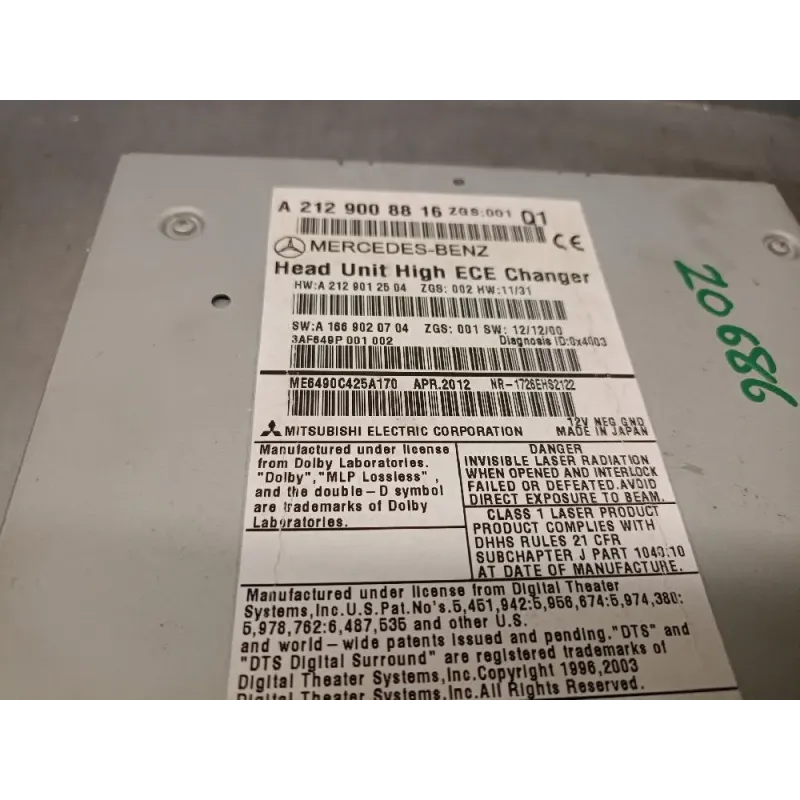 A 212 900 88 16 ZGS:001 Q1
MERCEDES-BENZ CE
Head Unit High ECE Changer
HW:A 212 901 25 04 ZGS: 002 HW:11/31
SW:A 166 902 07 04 ZGS: 001 SW: 12/12/00
3AF649P 001 002 Diagnosis ID:0x4003
ME6490C425A170 APR.2012 NR-1726EHS2122
MITSUBISHI ELECTRIC CORPORATION
12V NEG GND
MADE IN JAPAN
Manufactured under license
from Dolby Laboratories.
"Dolby","MLP Lossless",
and the double-D symbol
are trademarks of Dolby
Laboratories.
DANGER
INVISIBLE LASER RADIATION
WHEN OPENED AND INTERLOCK
FAILED OR DEFEATED.AVOID
DIRECT EXPOSURE TO BEAM.
CLASS 1 LASER PRODUCT
PRODUCT COMPLIES WITH
DHHS RULES 21 CFR
SUBCHAPTER J PART 1040.10
AT DATE OF MANUFACTURE.
Manufactured under license from Digital Theater
Systems,Inc.U.S.Pat.No's.5,451,942:5,956,674:5,974,380:
5,978,762:6,487,535 and other U.S.
and world-wide patents issued and pending."DTS" and
"DTS Digital Surround" are registered trademarks of
Digital Theater Systems,Inc.Copyright 1996,2003
Digital Theater Systems,Inc.All Rights Reserved.
20986